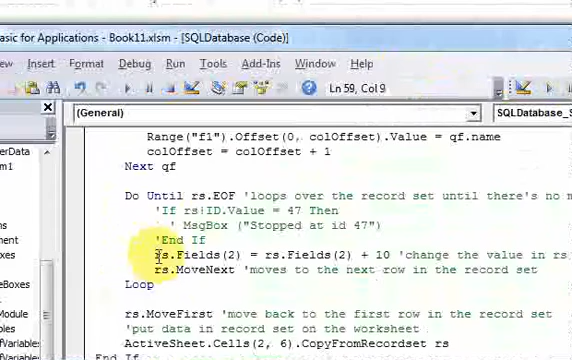 asic for Applications - Book11.xlsm - [SQLDatabase (Code)]
ew Insert Format Debug Run Tools Add-Ins Window Help
Ln 59, Col 9
(General) SQLDatabase_S
Range("f1").Offset(0, colOffset).Value = qf.name
colOffset = colOffset + 1
Next qf
Do Until rs.EOF 'loops over the record set until there's no m
'If rs!ID.Value = 47 Then
' MsgBox ("Stopped at id 47")
'End If
rs.Fields(2) = rs.Fields(2) + 10 'change the value in rs
rs.MoveNext 'moves to the next row in the record set
Loop
rs.MoveFirst 'move back to the first row in the record set
'put data in record set on the worksheet
ActiveSheet.Cells(2, 6).CopyFromRecordset rs
End If
erData
m1
ns
ment
xes
Module
les
fVariable
fVariable